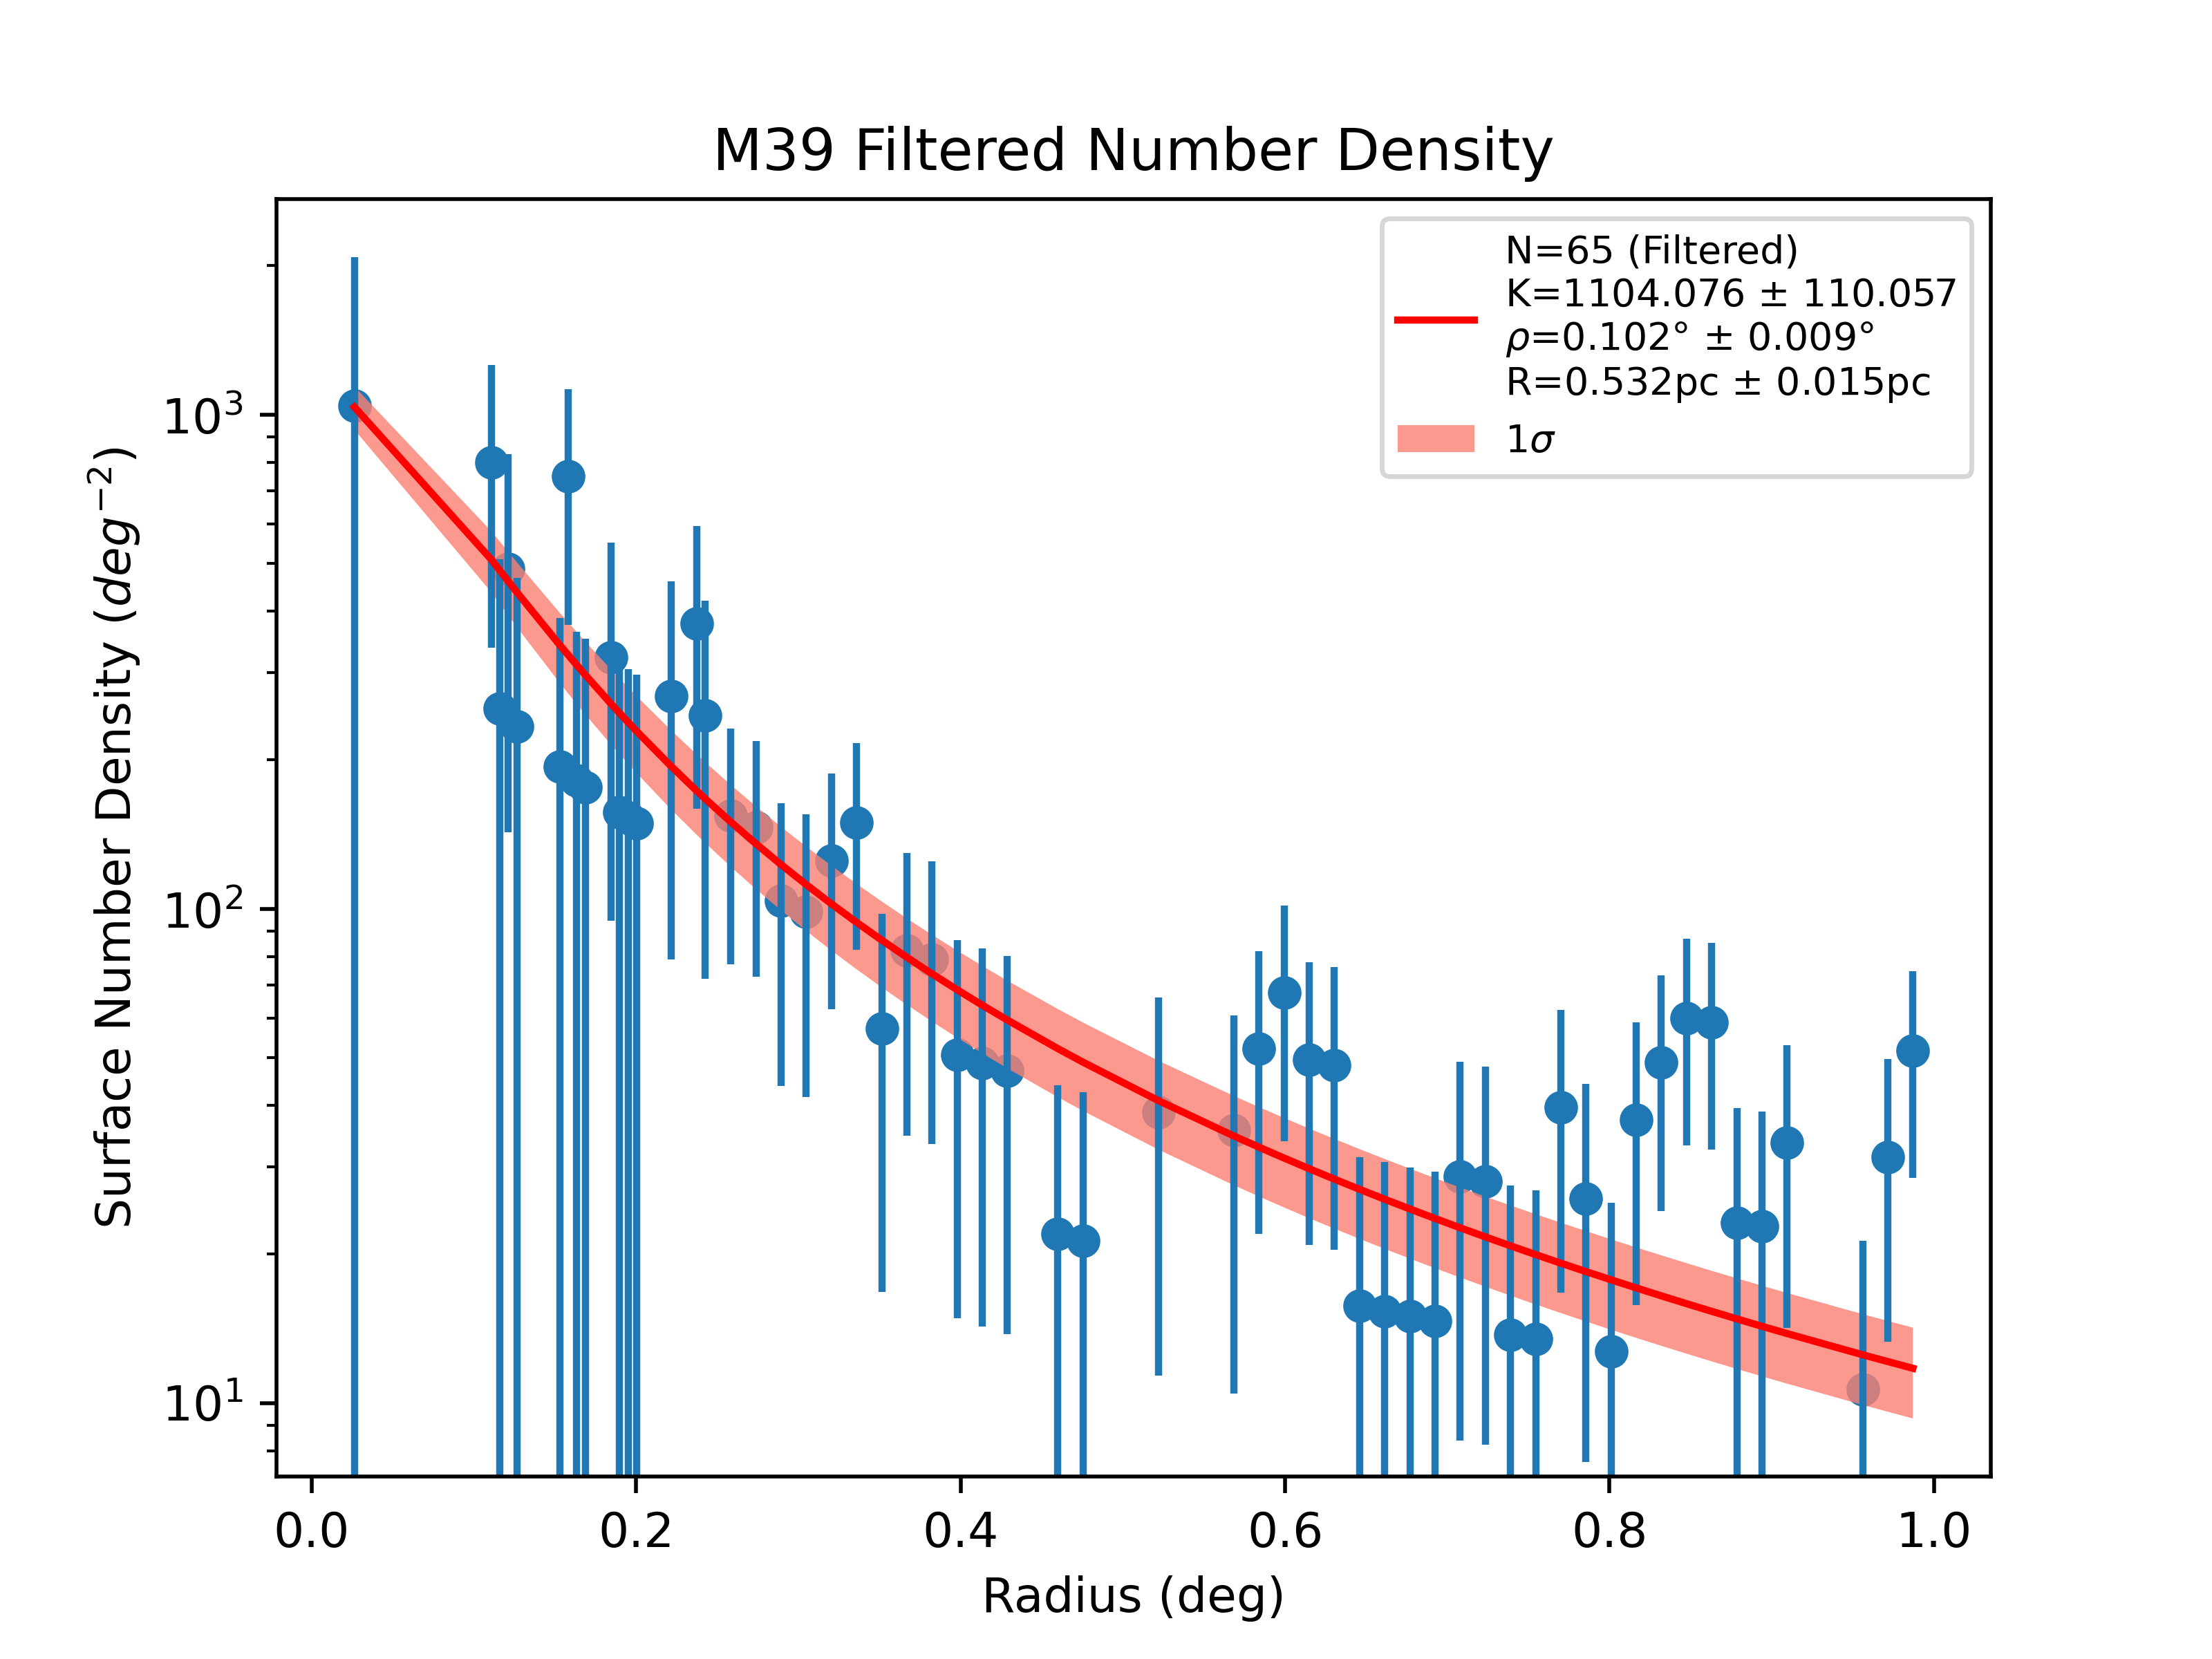 M39 Filtered Number Density
N=65 (Filtered)
K=1104.076 ± 110.057
ρ=0.102° ± 0.009°
R=0.532pc ± 0.015pc
1σ
Surface Number Density (deg⁻²)
10³
10²
10¹
0.0 0.2 0.4 0.6 0.8 1.0
Radius (deg)